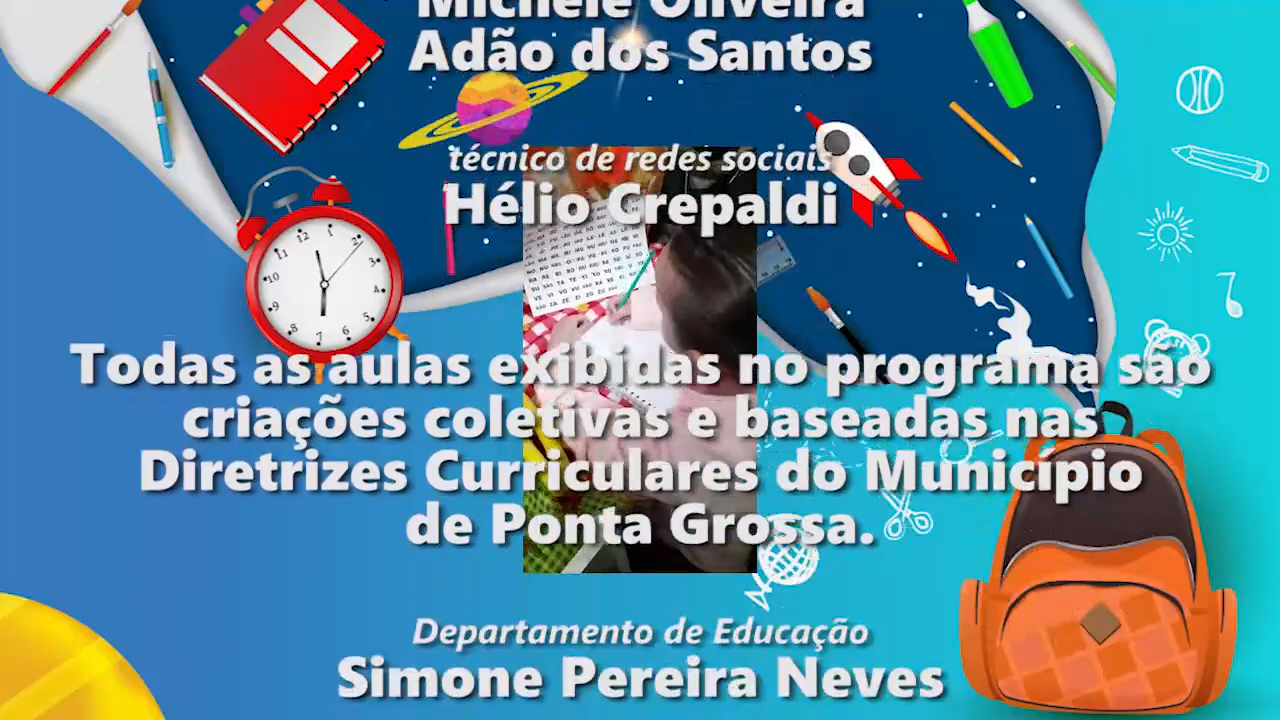 Michele Oliveira
Adão dos Santos
técnico de redes sociais
Hélio Crepaldi
Todas as aulas exibidas no programa são
criações coletivas e baseadas nas
Diretrizes Curriculares do Município
de Ponta Grossa.
Departamento de Educação
Simone Pereira Neves